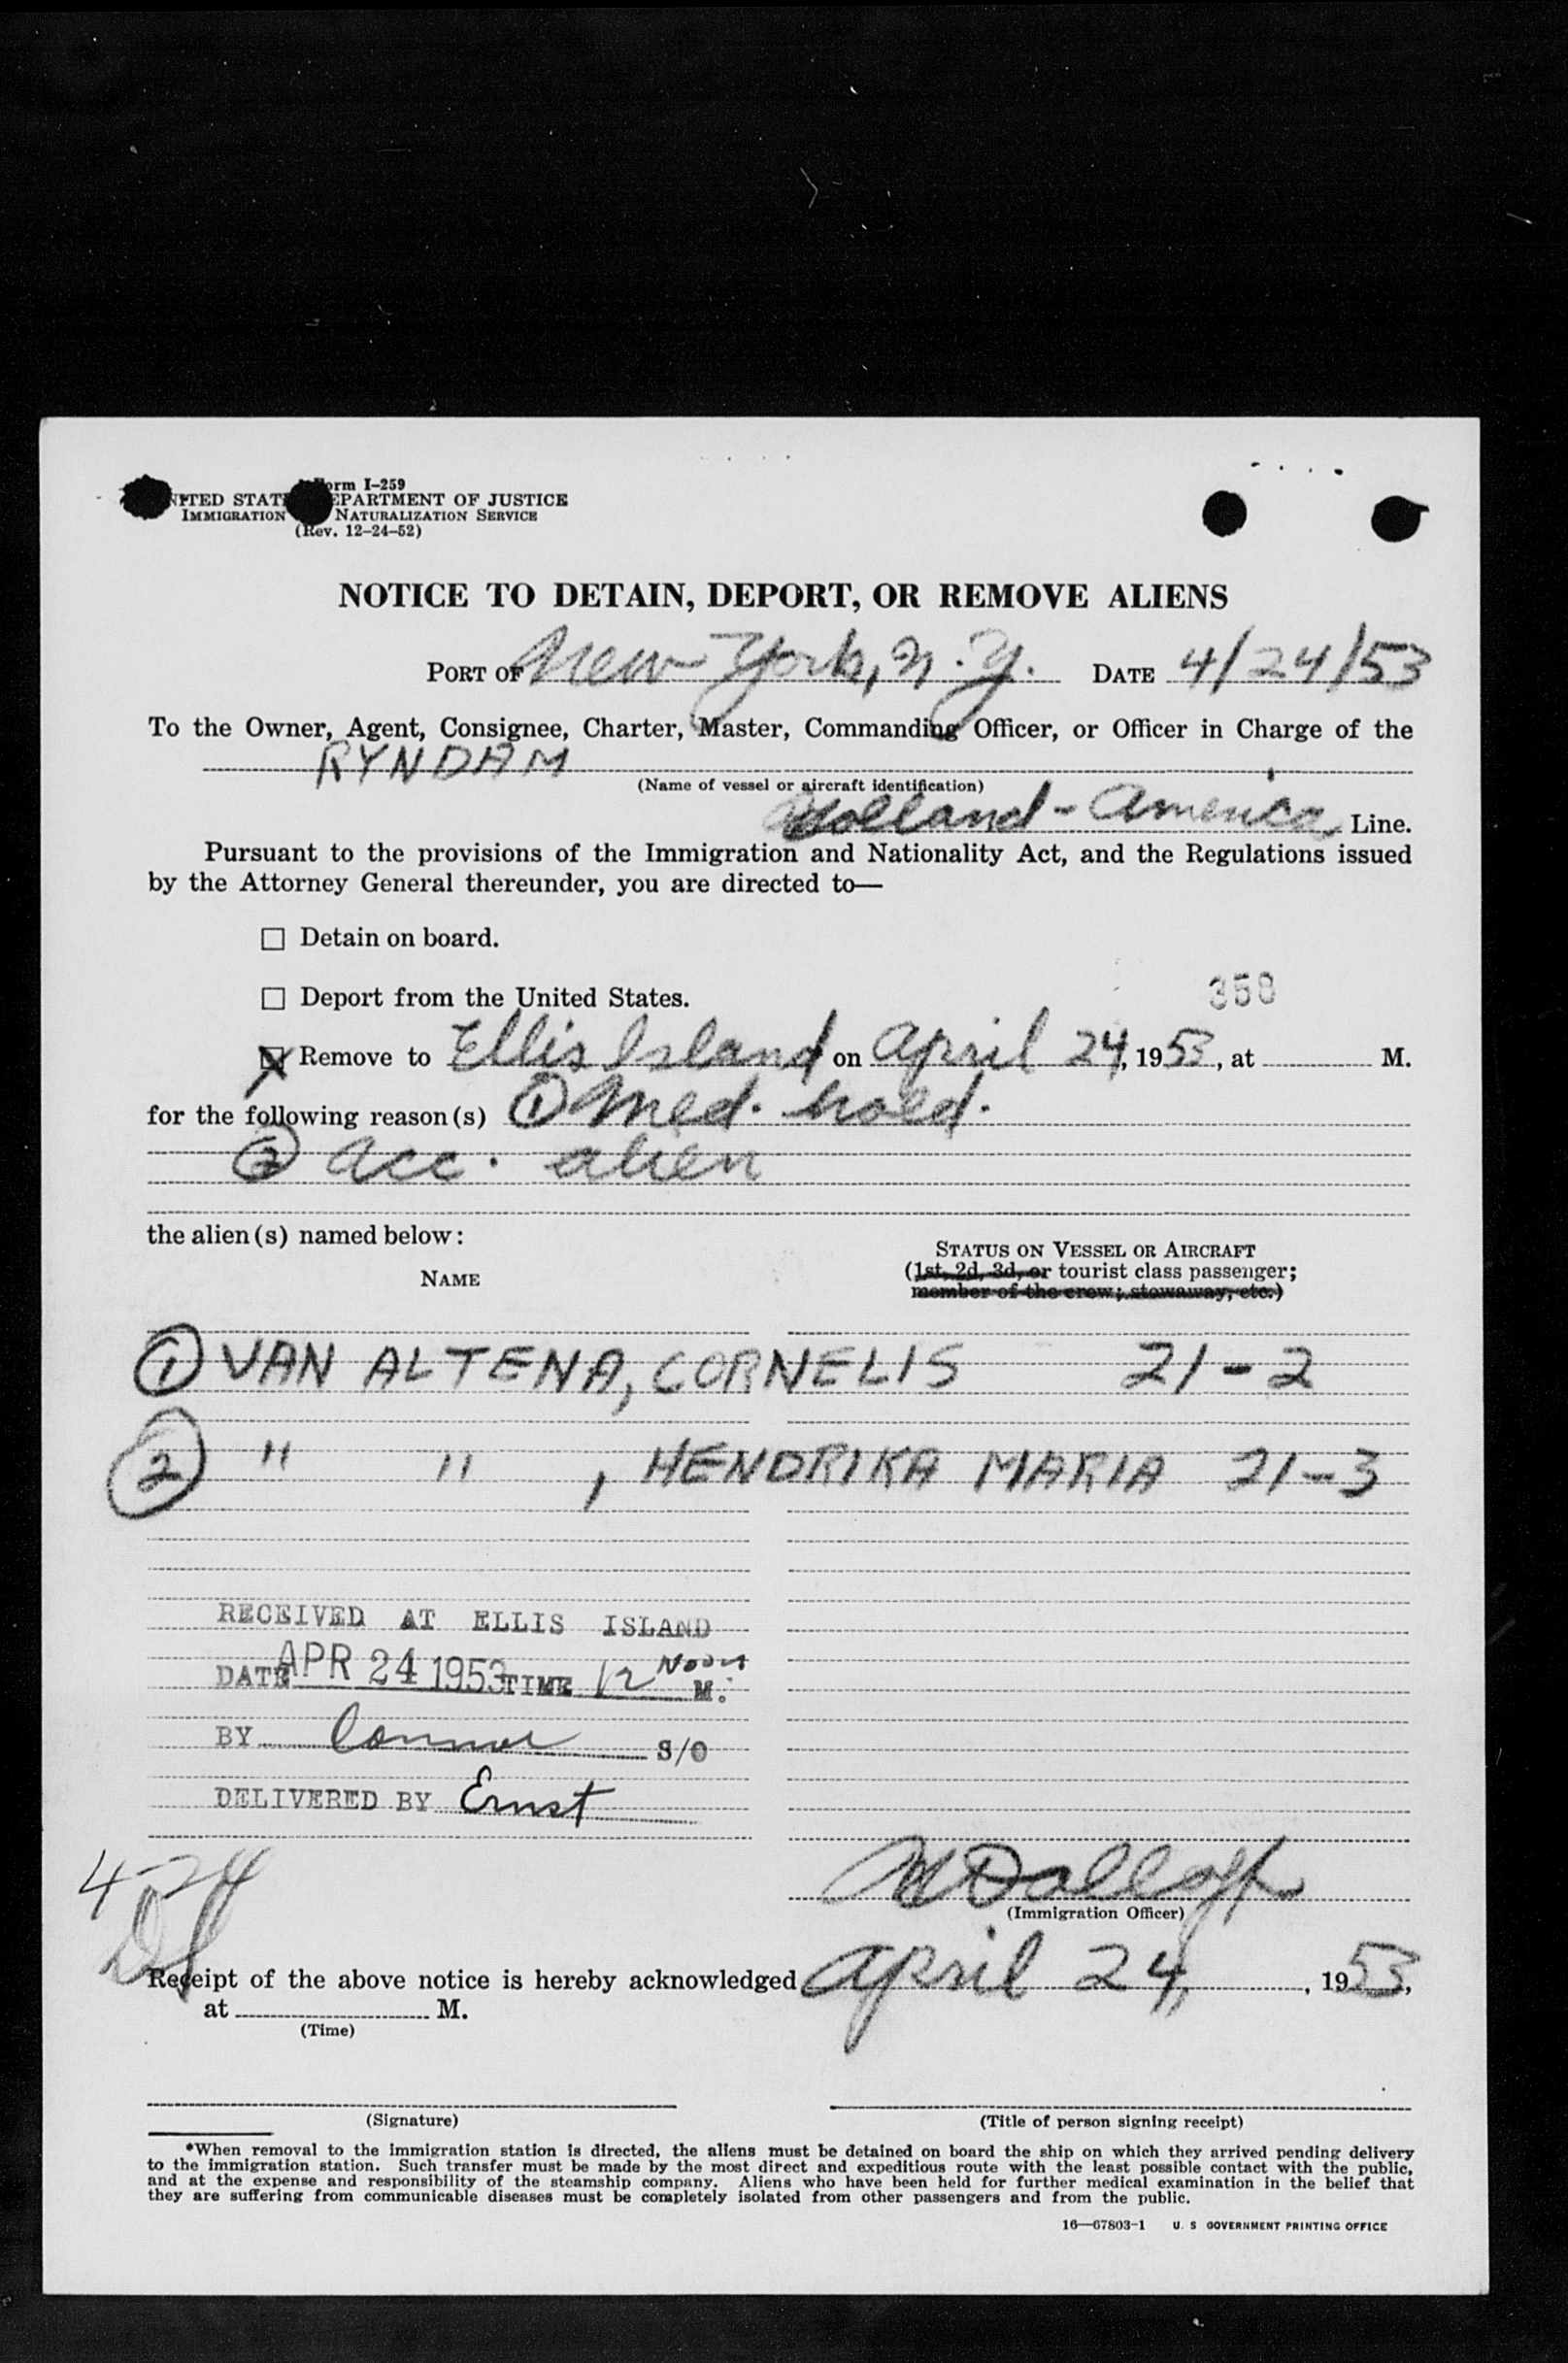 Form I-259
UNITED STATES DEPARTMENT OF JUSTICE
IMMIGRATION NATURALIZATION SERVICE
(Rev. 12-24-52)
NOTICE TO DETAIN, DEPORT, OR REMOVE ALIENS
PORT OF New York, N.Y. DATE 4/24/53
To the Owner, Agent, Consignee, Charter, Master, Commanding Officer, or Officer in Charge of the
RYNDAM
(Name of vessel or aircraft identification)
Holland-America Line.
Pursuant to the provisions of the Immigration and Nationality Act, and the Regulations issued
by the Attorney General thereunder, you are directed to—
☐ Detain on board.
☐ Deport from the United States. 358
☒ Remove to Ellis Island on April 24, 1953, at M.
for the following reason(s) ① Med. hold.
② acc. alien
the alien(s) named below:
STATUS ON VESSEL OR AIRCRAFT
NAME (1st, 2d, 3d, or tourist class passenger;
member of the crew; stowaway, etc.)
① VAN ALTENA, CORNELIS 21-2
② " " , HENDRIKA MARIA 21-3
RECEIVED AT ELLIS ISLAND
DATE APR 24 1953 TIME 12 Noon M.
BY Connor S/O
DELIVERED BY Ernst
4-24
(Immigration Officer)
Receipt of the above notice is hereby acknowledged April 24, , 1953,
at M.
(Time)
(Signature) (Title of person signing receipt)
*When removal to the immigration station is directed, the aliens must be detained on board the ship on which they arrived pending delivery
to the immigration station. Such transfer must be made by the most direct and expeditious route with the least possible contact with the public,
and at the expense and responsibility of the steamship company. Aliens who have been held for further medical examination in the belief that
they are suffering from communicable diseases must be completely isolated from other passengers and from the public.
16—67803-1 U. S. GOVERNMENT PRINTING OFFICE